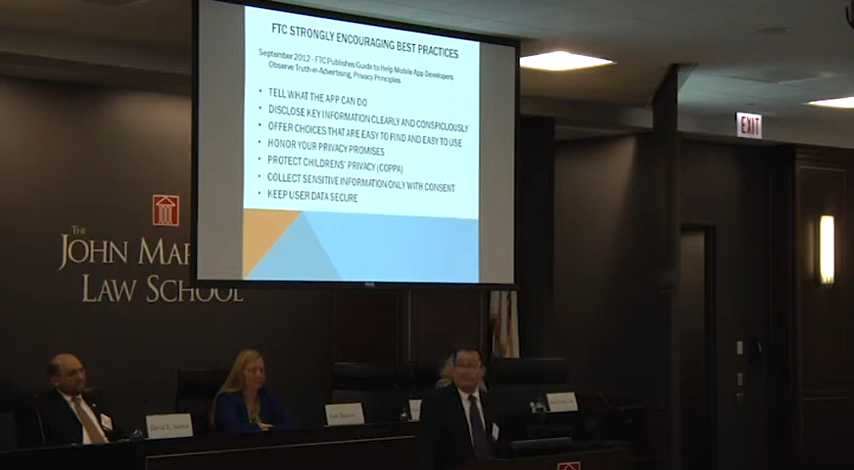 FTC STRONGLY ENCOURAGING BEST PRACTICES
September 2012 - FTC Publishes Guide to Help Mobile App Developers
Observe Truth-in-Advertising, Privacy Principles
• TELL WHAT THE APP CAN DO
• DISCLOSE KEY INFORMATION CLEARLY AND CONSPICUOUSLY
• OFFER CHOICES THAT ARE EASY TO FIND AND EASY TO USE
• HONOR YOUR PRIVACY PROMISES
• PROTECT CHILDRENS' PRIVACY (COPPA)
• COLLECT SENSITIVE INFORMATION ONLY WITH CONSENT
• KEEP USER DATA SECURE
EXIT
THE
JOHN MAR
LAW SCHOOL